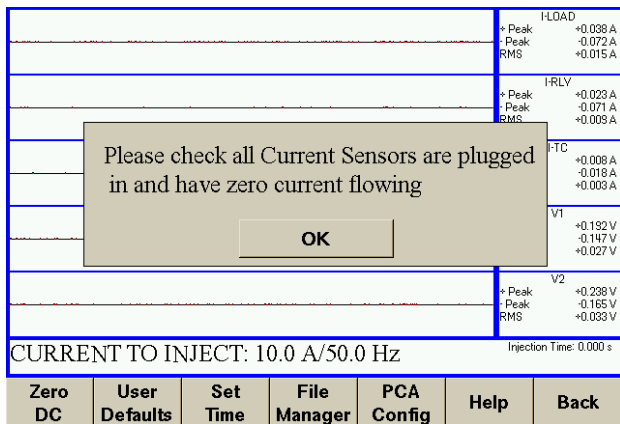 I-LOAD
+ Peak +0.038 A
- Peak -0.072 A
RMS +0.015 A
I-RLV
+ Peak +0.023 A
- Peak -0.071 A
RMS +0.009 A
I-TC
+0.008 A
-0.018 A
+0.003 A
V1
+0.192 V
-0.147 V
+0.027 V
V2
+ Peak +0.238 V
- Peak -0.165 V
RMS +0.033 V
Please check all Current Sensors are plugged
in and have zero current flowing
OK
CURRENT TO INJECT: 10.0 A/50.0 Hz
Injection Time: 0.000 s
Zero DC
User Defaults
Set Time
File Manager
PCA Config
Help
Back